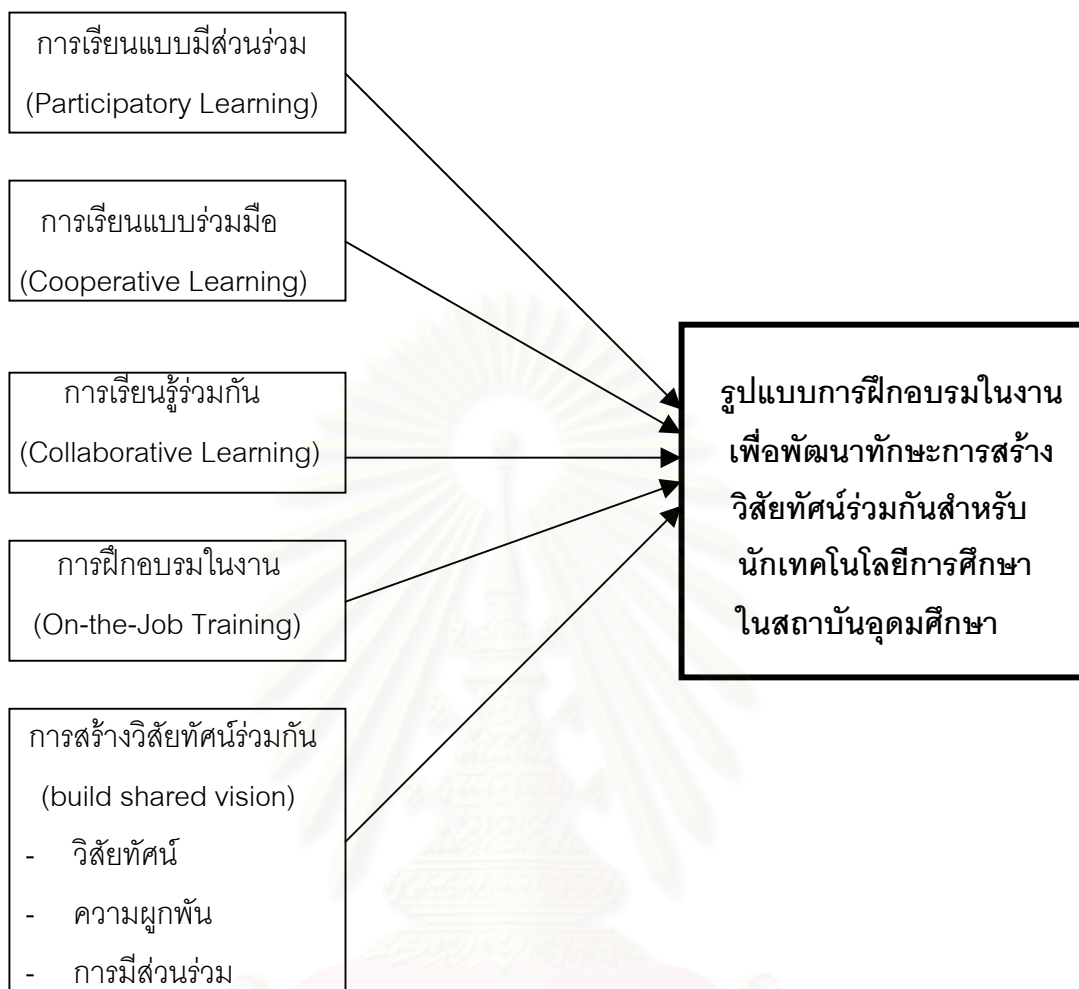 การเรียนแบบมีส่วนร่วม
(Participatory Learning)
การเรียนแบบร่วมมือ
(Cooperative Learning)
การเรียนรู้ร่วมกัน
(Collaborative Learning)
การฝึกอบรมในงาน
(On-the-Job Training)
การสร้างวิสัยทัศน์ร่วมกัน
(build shared vision)
- วิสัยทัศน์
- ความผูกพัน
- การมีส่วนร่วม
รูปแบบการฝึกอบรมในงาน
เพื่อพัฒนาทักษะการสร้าง
วิสัยทัศน์ร่วมกันสำหรับ
นักเทคโนโลยีการศึกษา
ในสถาบันอุดมศึกษา